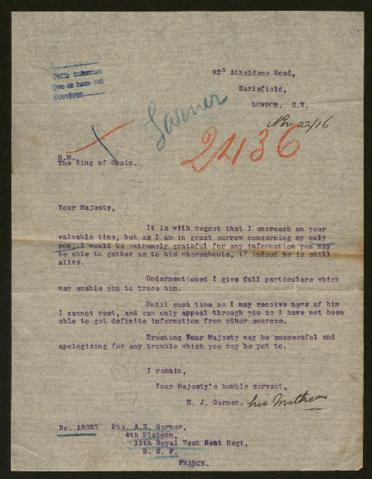 90ᵃ Atheldene Road,
Earlsfield,
LONDON. S.W.
Nov 22/16
Garner
2436
H.M.
The King of Spain.
Your Majesty,
It is with regret that I encroach on your
valuable time, but as I am in great sorrow concerning my only
son, I would be extremely grateful for any information you may
be able to gather as to his whereabouts, if indeed he is still
alive.
Undermentioned I give full particulars which
may enable you to trace him.
Until such time as I may receive news of him
I cannot rest, and can only appeal through you as I have not been
able to get definite information from other sources.
Trusting Your Majesty may be successful and
apologizing for any trouble which you may be put to.
I remain,
Your Majesty's humble servant,
E. J. Garner. his Mother
No. Pte. A.E. Garner,
4th Platoon,
11th Royal West Kent Regt,
B. E. F.
FRANCE.